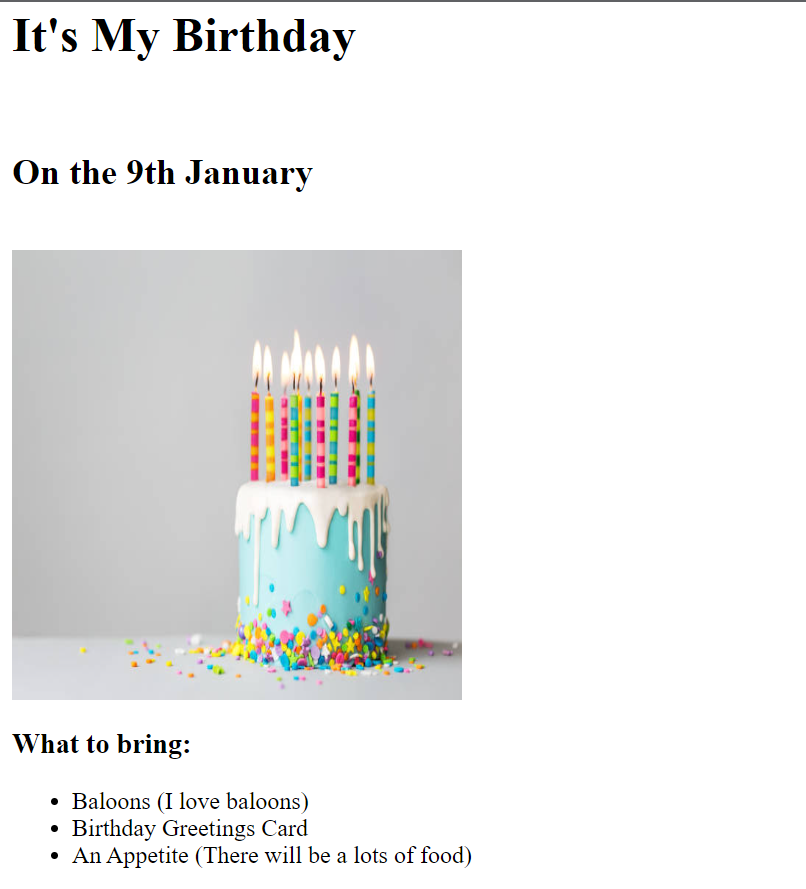 It's My Birthday
On the 9th January
What to bring:
Baloons (I love baloons)
Birthday Greetings Card
An Appetite (There will be a lots of food)